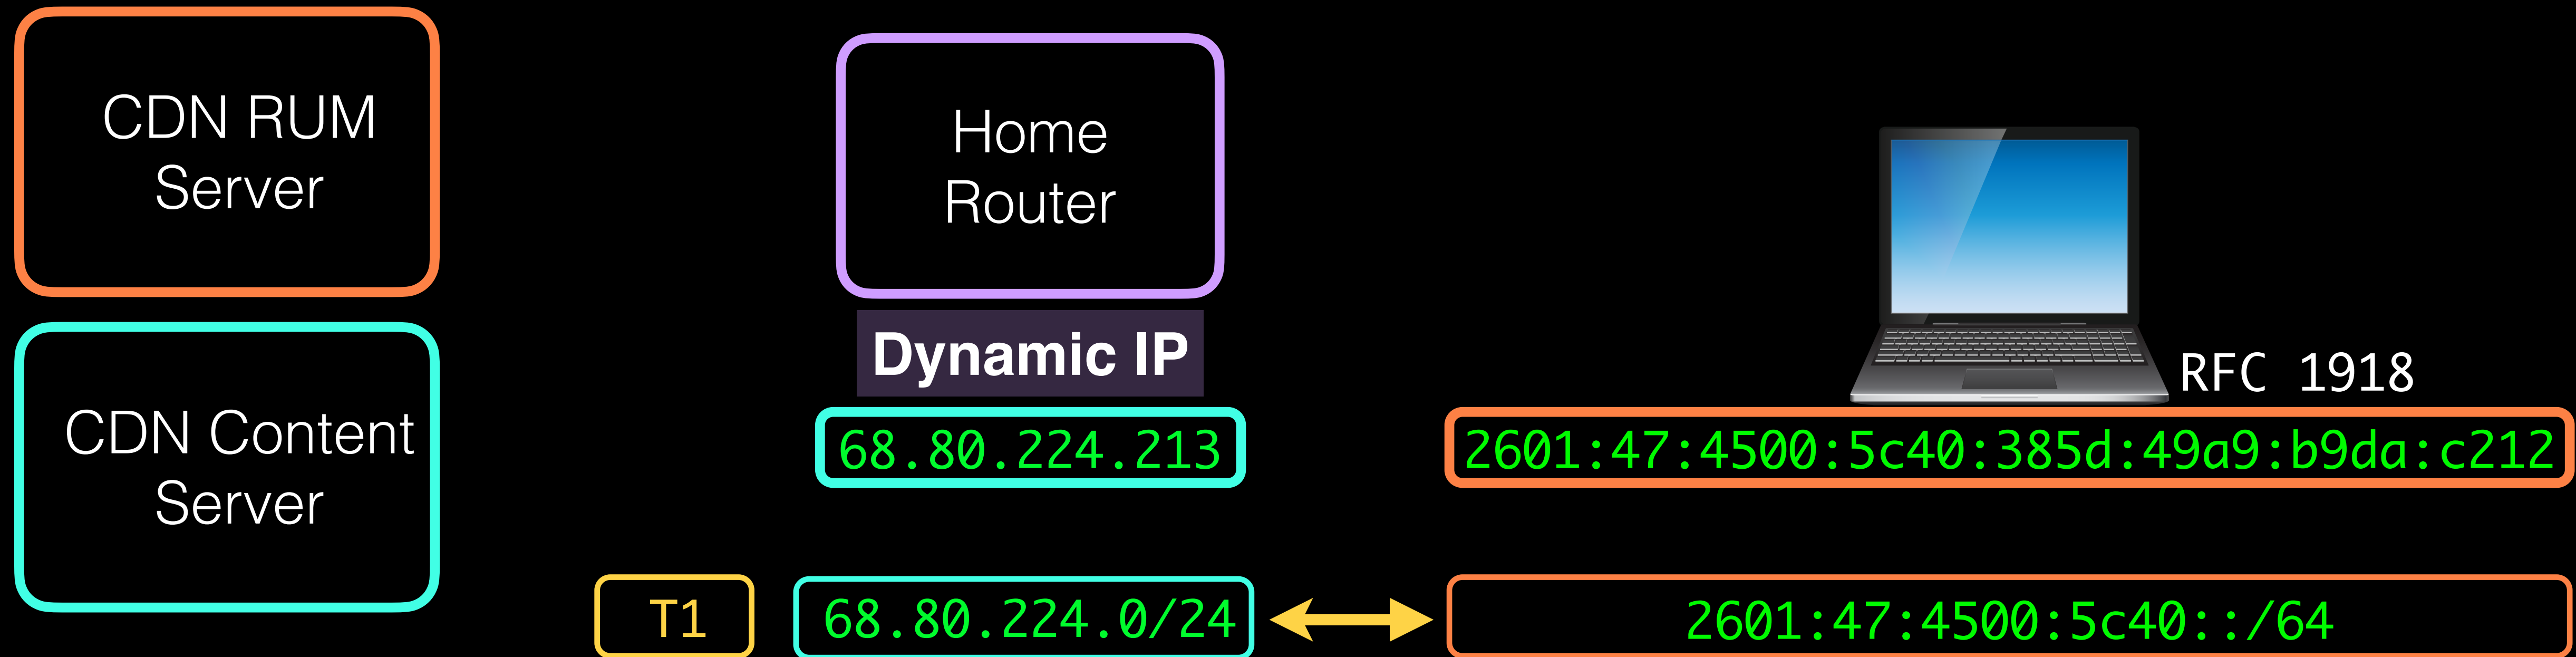 CDN RUM
Server
Home
Router
Dynamic IP
RFC 1918
CDN Content
Server
68.80.224.213
2601:47:4500:5c40:385d:49a9:b9da:c212
T1
68.80.224.0/24
2601:47:4500:5c40::/64